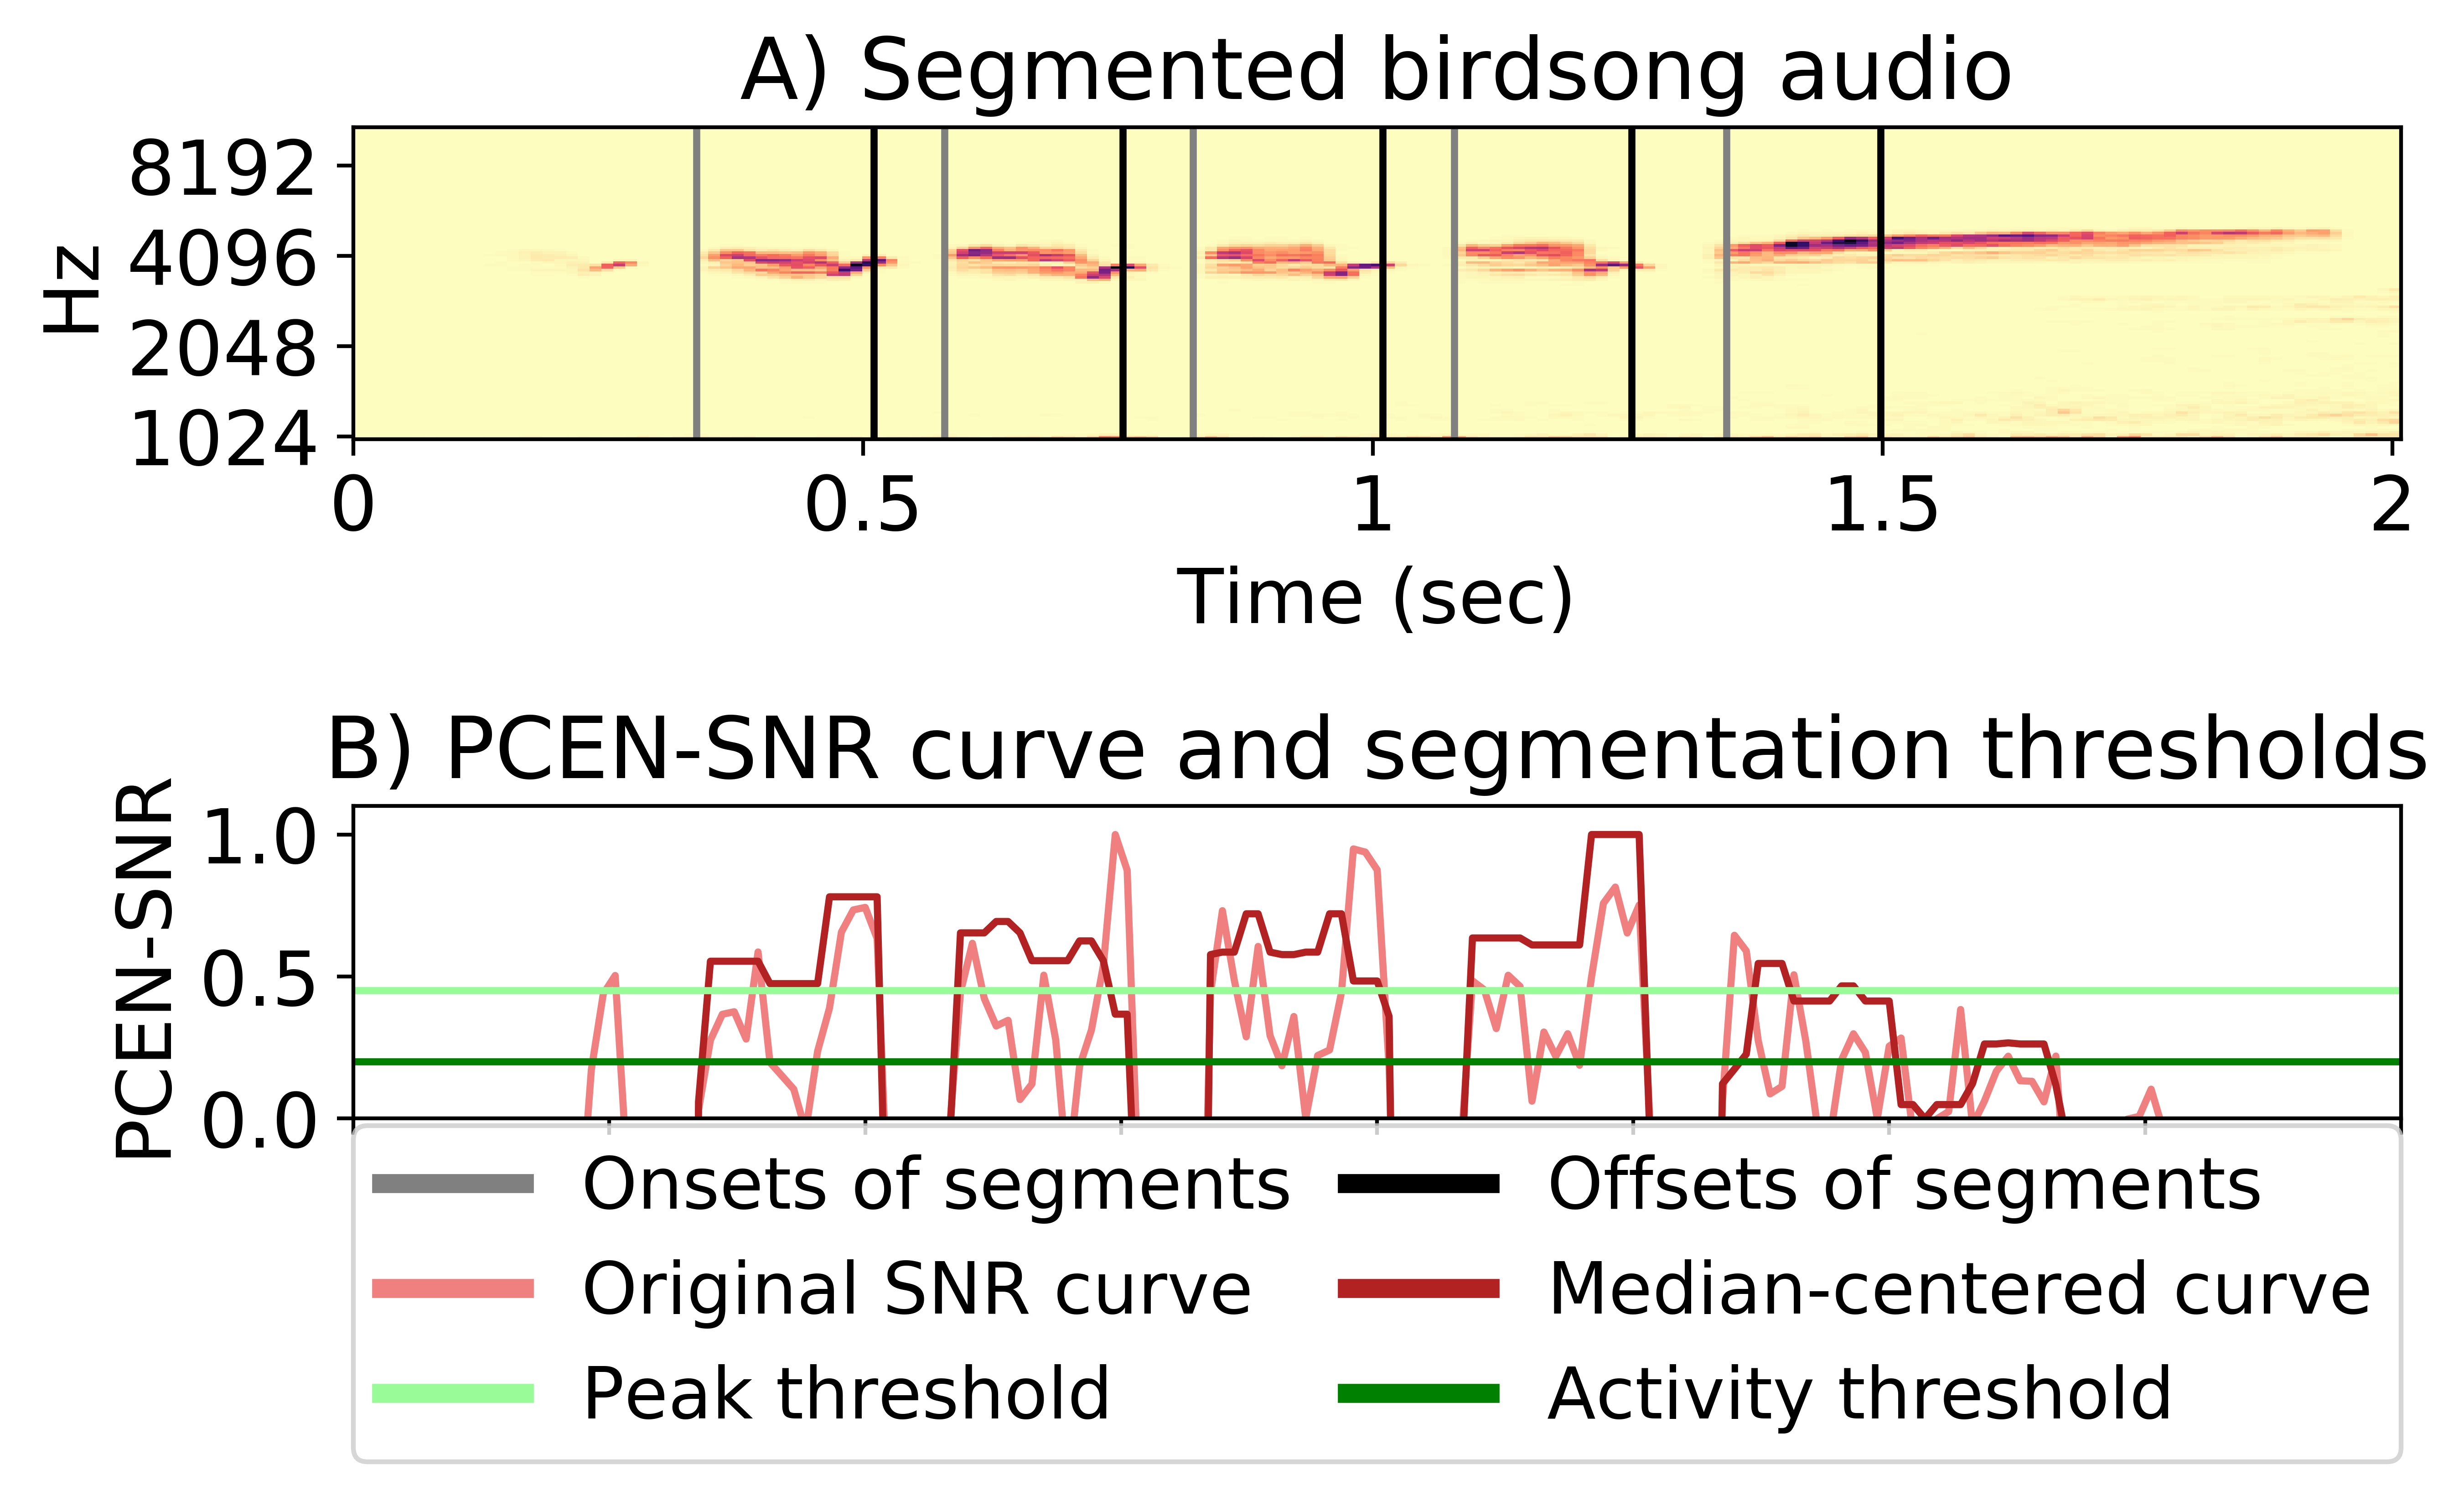 A) Segmented birdsong audio
Hz
8192
4096
2048
1024
0 0.5 1 1.5 2
Time (sec)
B) PCEN-SNR curve and segmentation thresholds
PCEN-SNR
1.0
0.5
0.0
Onsets of segments Offsets of segments
Original SNR curve Median-centered curve
Peak threshold Activity threshold